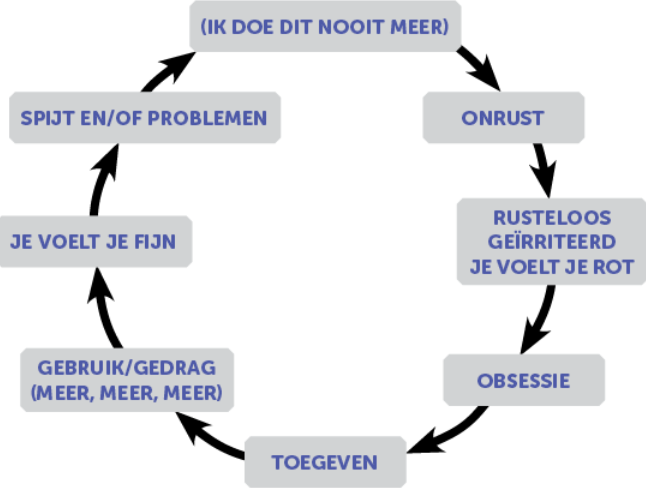 (IK DOE DIT NOOIT MEER)
ONRUST
RUSTELOOS
GEÏRRITEERD
JE VOELT JE ROT
OBSESSIE
TOEGEVEN
GEBRUIK/GEDRAG
(MEER, MEER, MEER)
JE VOELT JE FIJN
SPIJT EN/OF PROBLEMEN